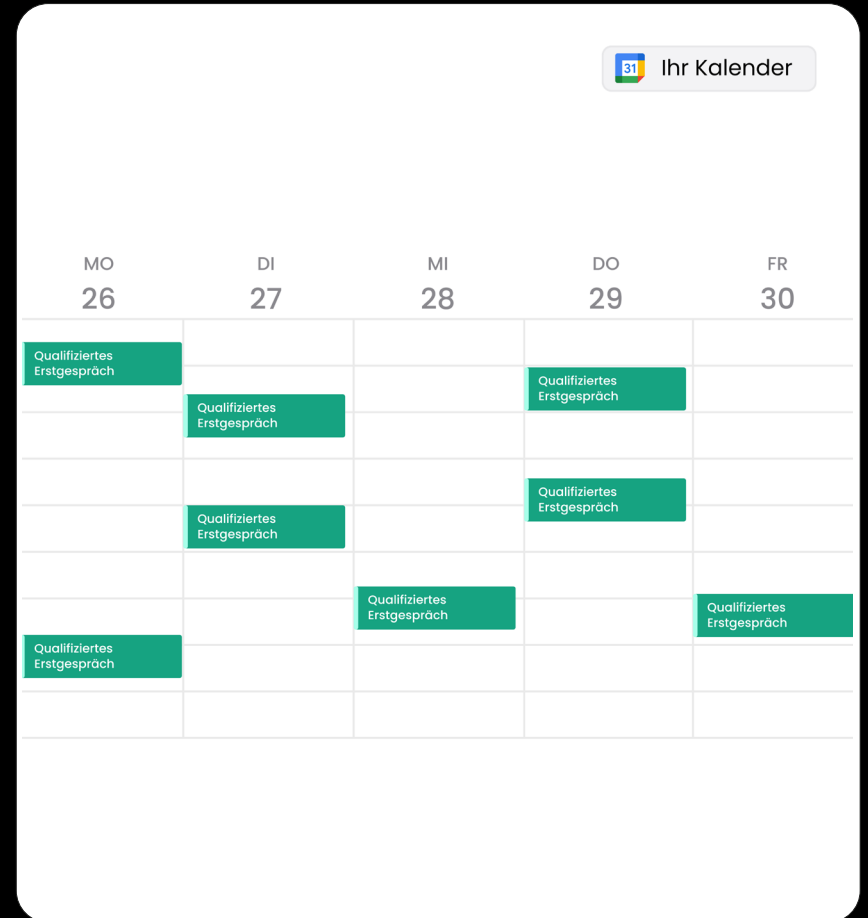 31
Ihr Kalender
MO
DI
MI
DO
FR
26
27
28
29
30
Qualifiziertes
Erstgespräch
Qualifiziertes
Erstgespräch
Qualifiziertes
Erstgespräch
Qualifiziertes
Erstgespräch
Qualifiziertes
Erstgespräch
Qualifiziertes
Erstgespräch
Qualifiziertes
Erstgespräch
Qualifiziertes
Erstgespräch